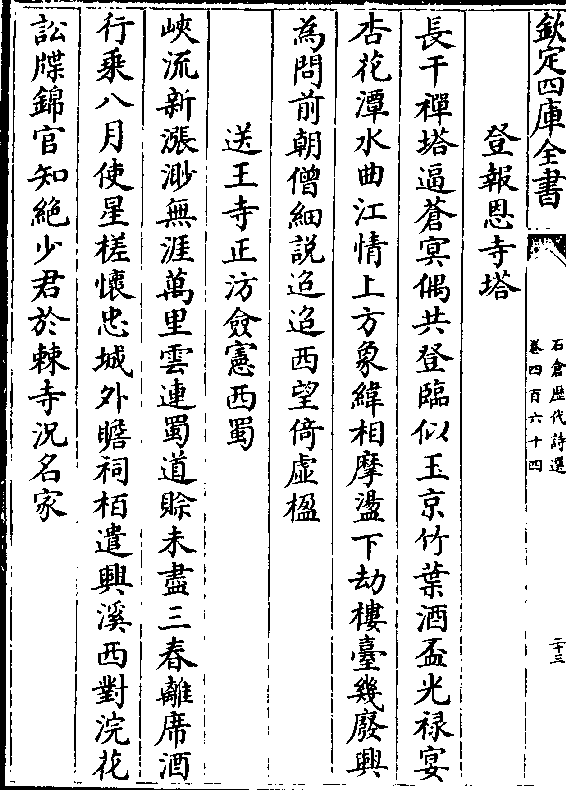 欽定四庫全書
石倉歴代詩選
卷四百六十四
二十三
登報恩寺塔
長干禪塔逼蒼冥偶共登臨似玉京竹葉酒盃光禄宴
杏花潭水曲江情上方象緯相摩盪下劫樓臺幾廢興
為問前朝僧細説迢迢西望倚虛楹
送王寺正汸僉憲西蜀
峽流新漲渺無涯萬里雲連蜀道賒未盡三春離席酒
行乗八月使星槎懷忠城外瞻祠栢遣興溪西對浣花
訟牒錦官知絶少君於棘寺況名家